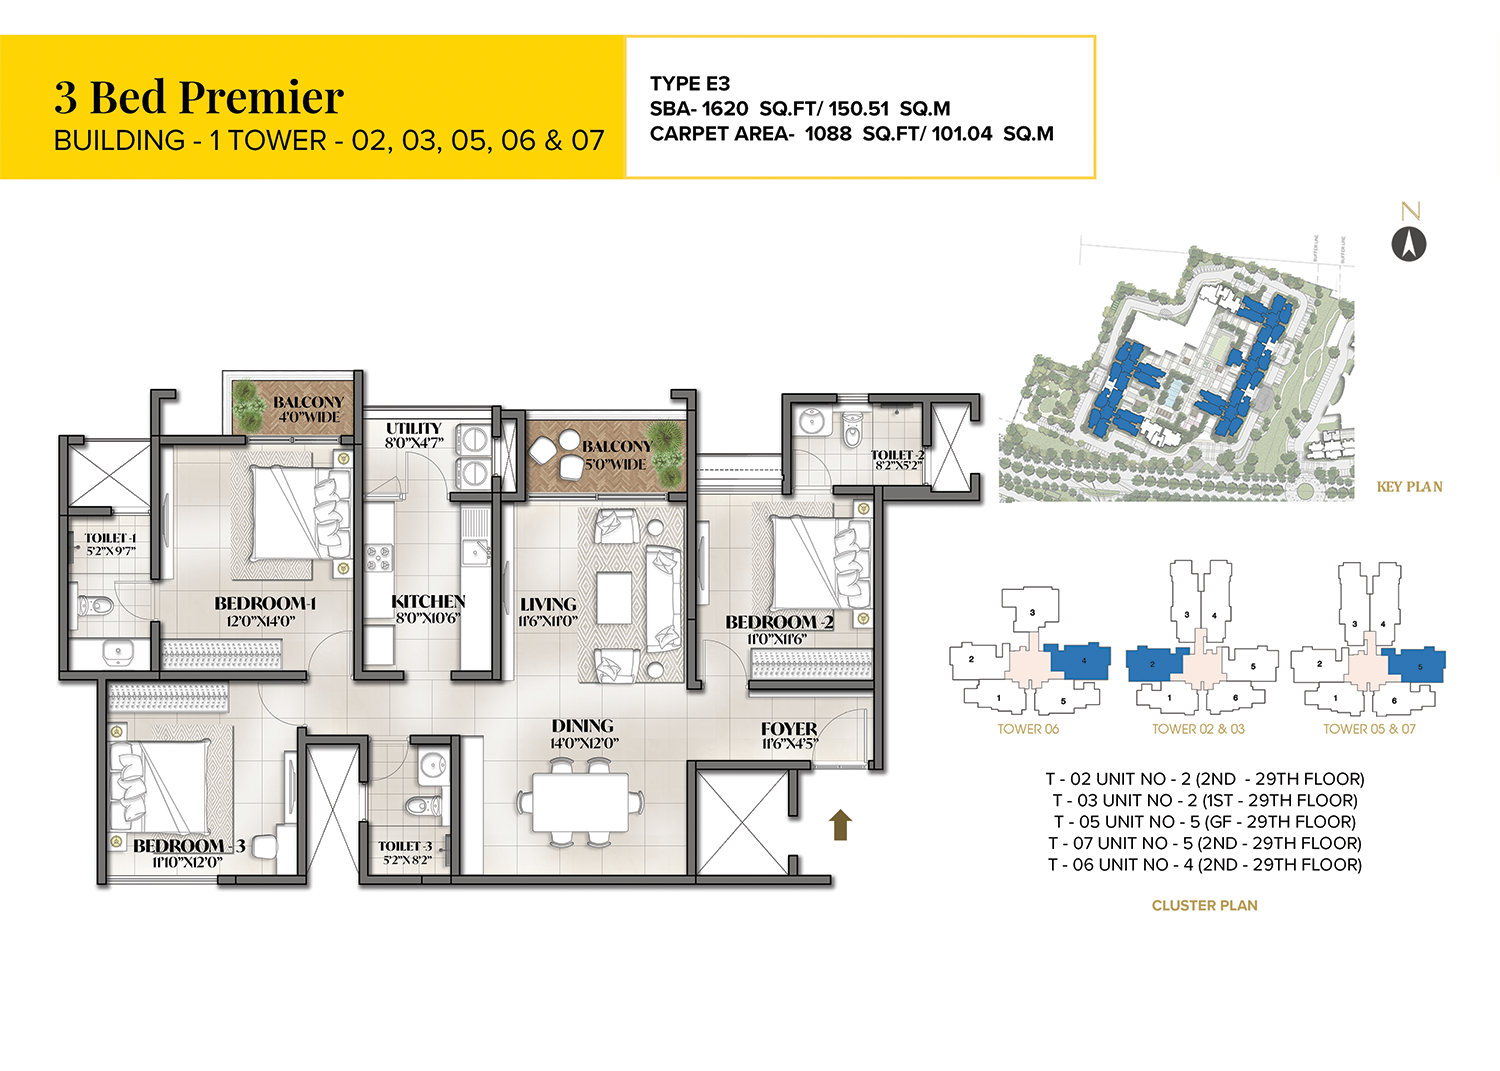 3 Bed Premier
BUILDING - 1 TOWER - 02, 03, 05, 06 & 07
TYPE E3
SBA- 1620 SQ.FT/ 150.51 SQ.M
CARPET AREA- 1088 SQ.FT/ 101.04 SQ.M
N
BUFFER LINE
BUFFER LINE
KEY PLAN
BALCONY
4'0"WIDE
UTILITY
8'0"X4'7"
BALCONY
5'0"WIDE
TOILET -2
8'2"X5'2"
TOILET -1
5'2"X 9'7"
BEDROOM-1
12'0"X14'0"
KITCHEN
8'0"X10'6"
LIVING
11'6"X11'0"
BEDROOM -2
11'0"X11'6"
DINING
14'0"X12'0"
FOYER
11'6"X4'5"
BEDROOM - 3
11'10"X12'0"
TOILET -3
5'2"X 8'2"
3
2
4
1
5
TOWER 06
3
4
2
5
1
6
TOWER 02 & 03
3
4
2
5
1
6
TOWER 05 & 07
T - 02 UNIT NO - 2 (2ND - 29TH FLOOR)
T - 03 UNIT NO - 2 (1ST - 29TH FLOOR)
T - 05 UNIT NO - 5 (GF - 29TH FLOOR)
T - 07 UNIT NO - 5 (2ND - 29TH FLOOR)
T - 06 UNIT NO - 4 (2ND - 29TH FLOOR)
CLUSTER PLAN